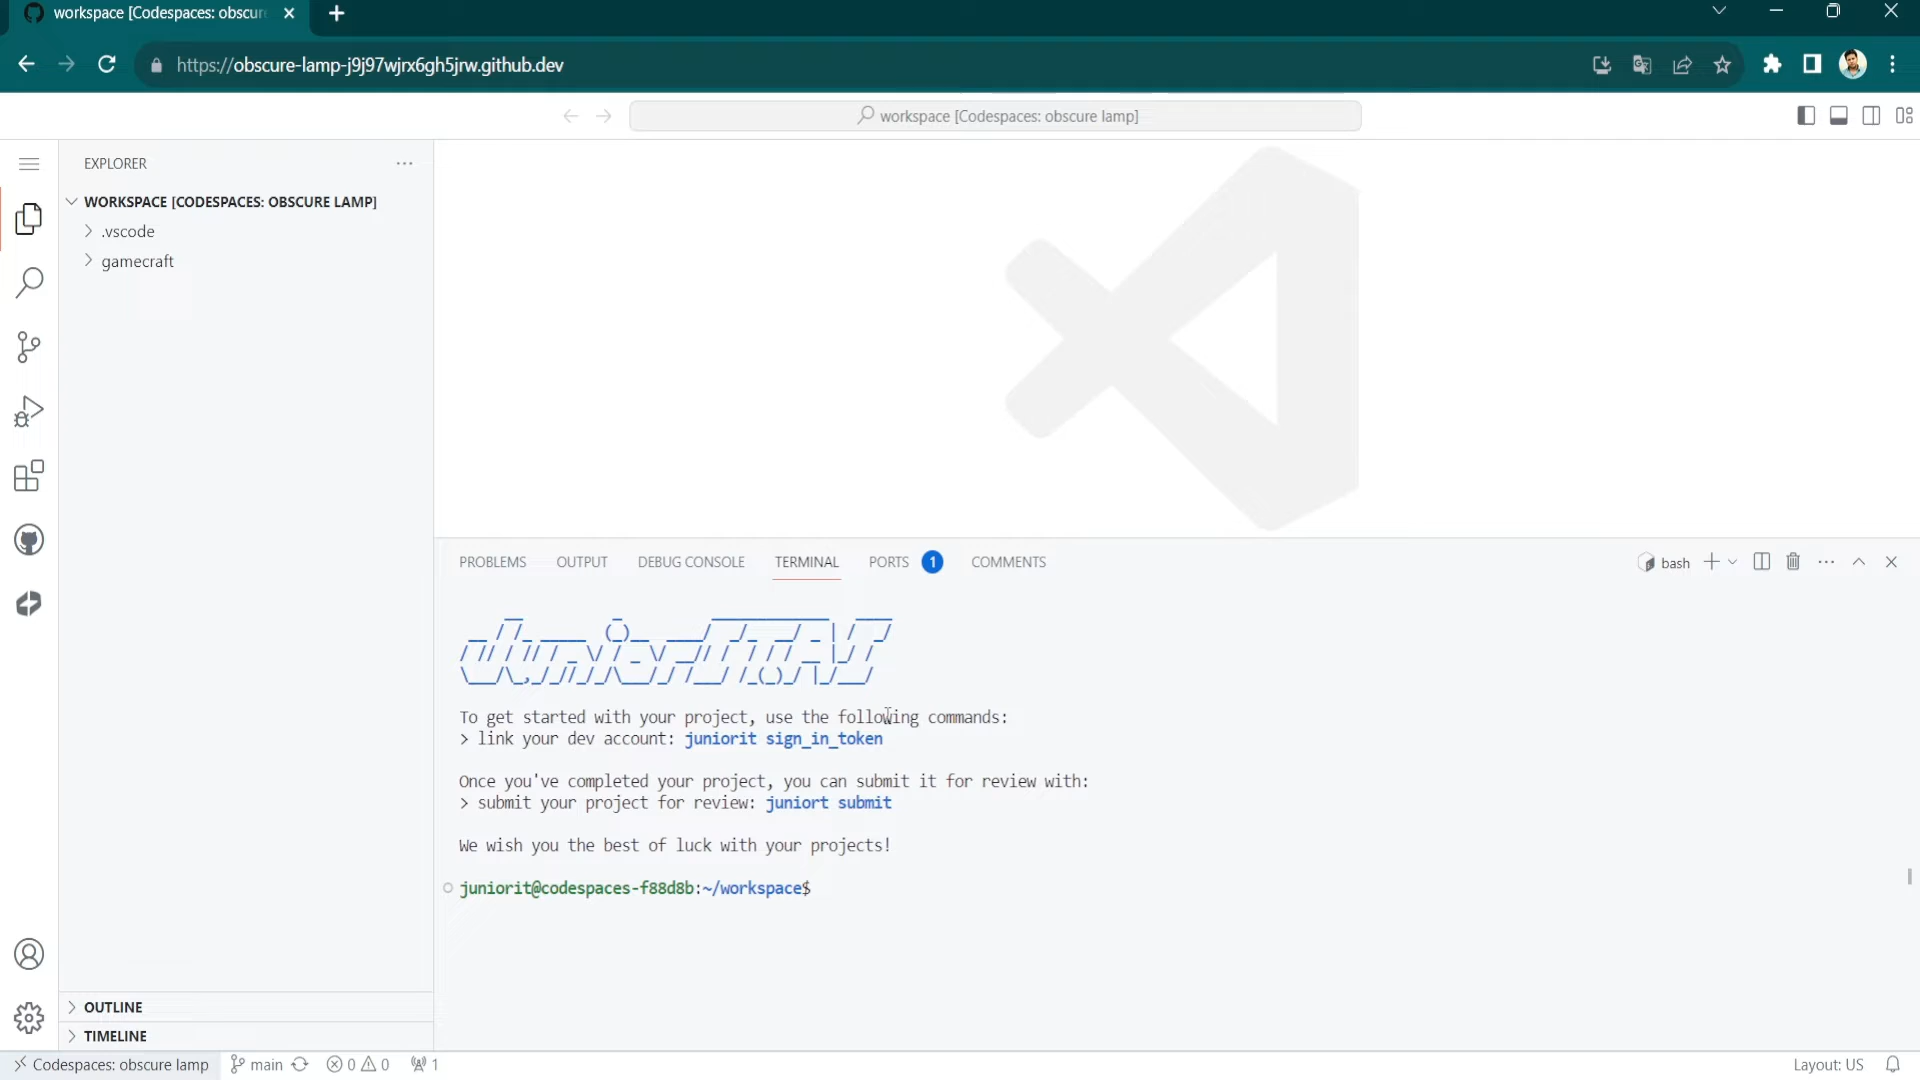 workspace [Codespaces: obscur
https://obscure-lamp-j9j97wjrx6gh5jrw.github.dev
workspace [Codespaces: obscure lamp]
EXPLORER
WORKSPACE [CODESPACES: OBSCURE LAMP]
.vscode
gamecraft
PROBLEMS OUTPUT DEBUG CONSOLE TERMINAL PORTS 1 COMMENTS
bash
JuniorIT.AI
To get started with your project, use the following commands:
> link your dev account: juniorit sign_in_token
Once you've completed your project, you can submit it for review with:
> submit your project for review: juniort submit
We wish you the best of luck with your projects!
juniorit@codespaces-f88d8b:~/workspace$
OUTLINE
TIMELINE
Codespaces: obscure lamp main 0 0 1 Layout: US